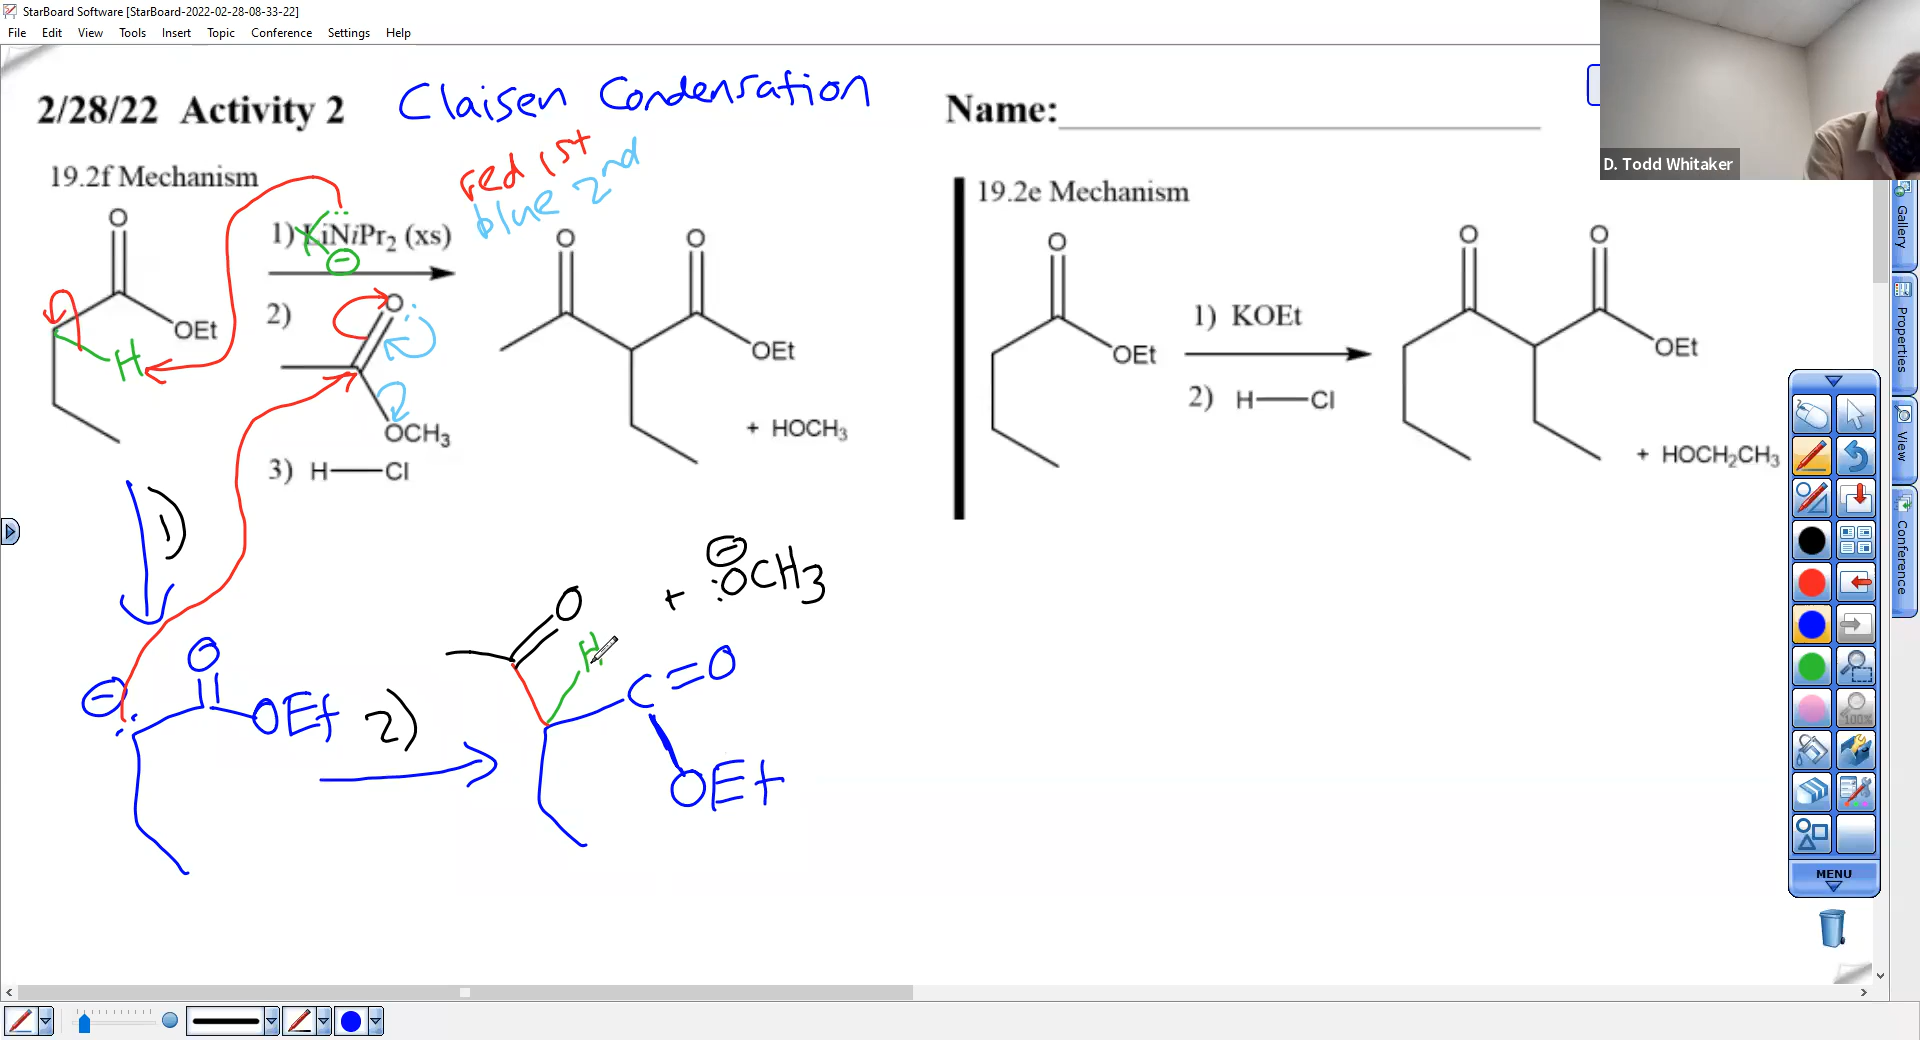 StarBoard Software [StarBoard-2022-02-28-08-33-22]
File Edit View Tools Insert Topic Conference Settings Help
2/28/22 Activity 2 Claisen Condensation Name:
D. Todd Whitaker
red 1st
blue 2nd
19.2f Mechanism
O
OEt
H
1) LiNiPr2 (xs)
⊖
2)
O
OCH3
3) H—Cl
O O
OEt
+ HOCH3
19.2e Mechanism
O
OEt
1) KOEt
2) H—Cl
O O
OEt
+ HOCH2CH3
1)
⊖
:
O
OEt
2)
O
H
C=O
OEt
+ ⊖
:OCH3
Gallery
Properties
View
Conference
100%
MENU